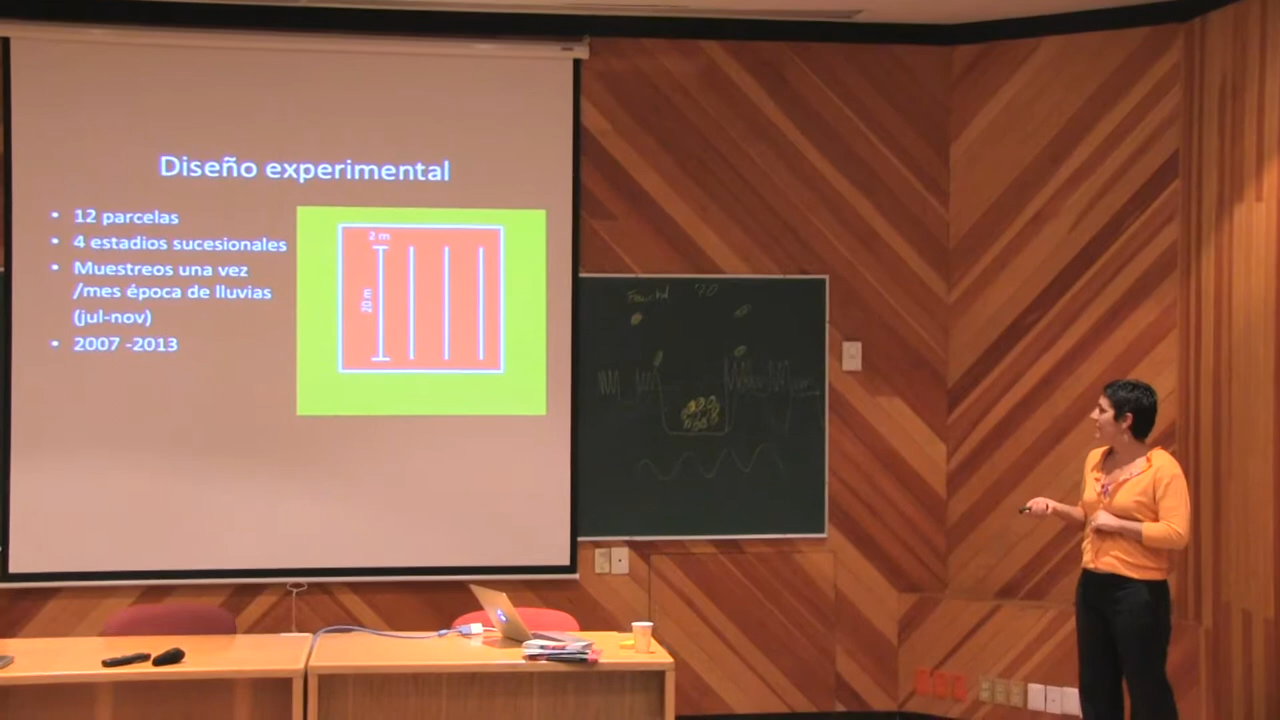 Diseño experimental
• 12 parcelas
• 4 estadios sucesionales
• Muestreos una vez
/mes época de lluvias
(jul-nov)
• 2007 -2013
2 m
20 m